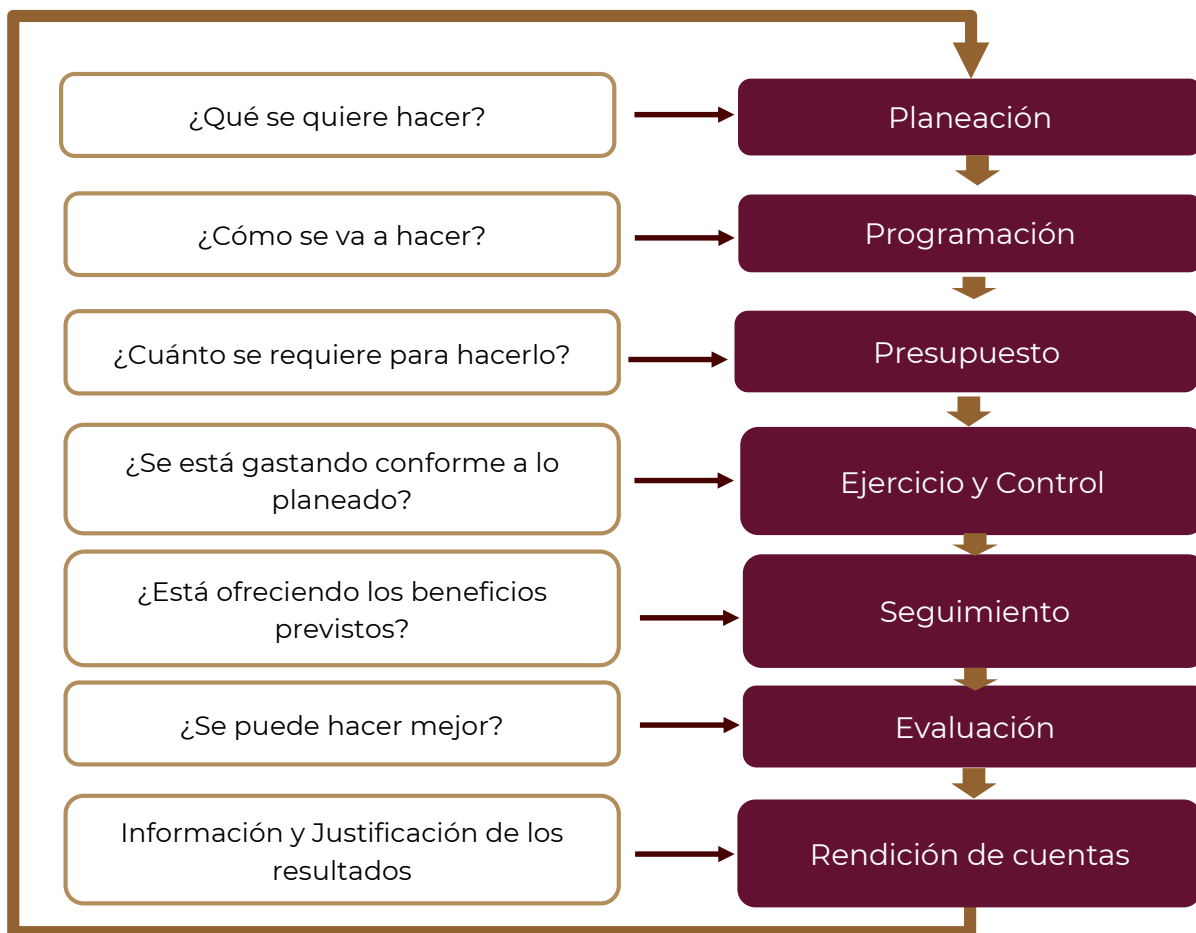 ¿Qué se quiere hacer?
Planeación
¿Cómo se va a hacer?
Programación
¿Cuánto se requiere para hacerlo?
Presupuesto
¿Se está gastando conforme a lo
planeado?
Ejercicio y Control
¿Está ofreciendo los beneficios
previstos?
Seguimiento
¿Se puede hacer mejor?
Evaluación
Información y Justificación de los
resultados
Rendición de cuentas